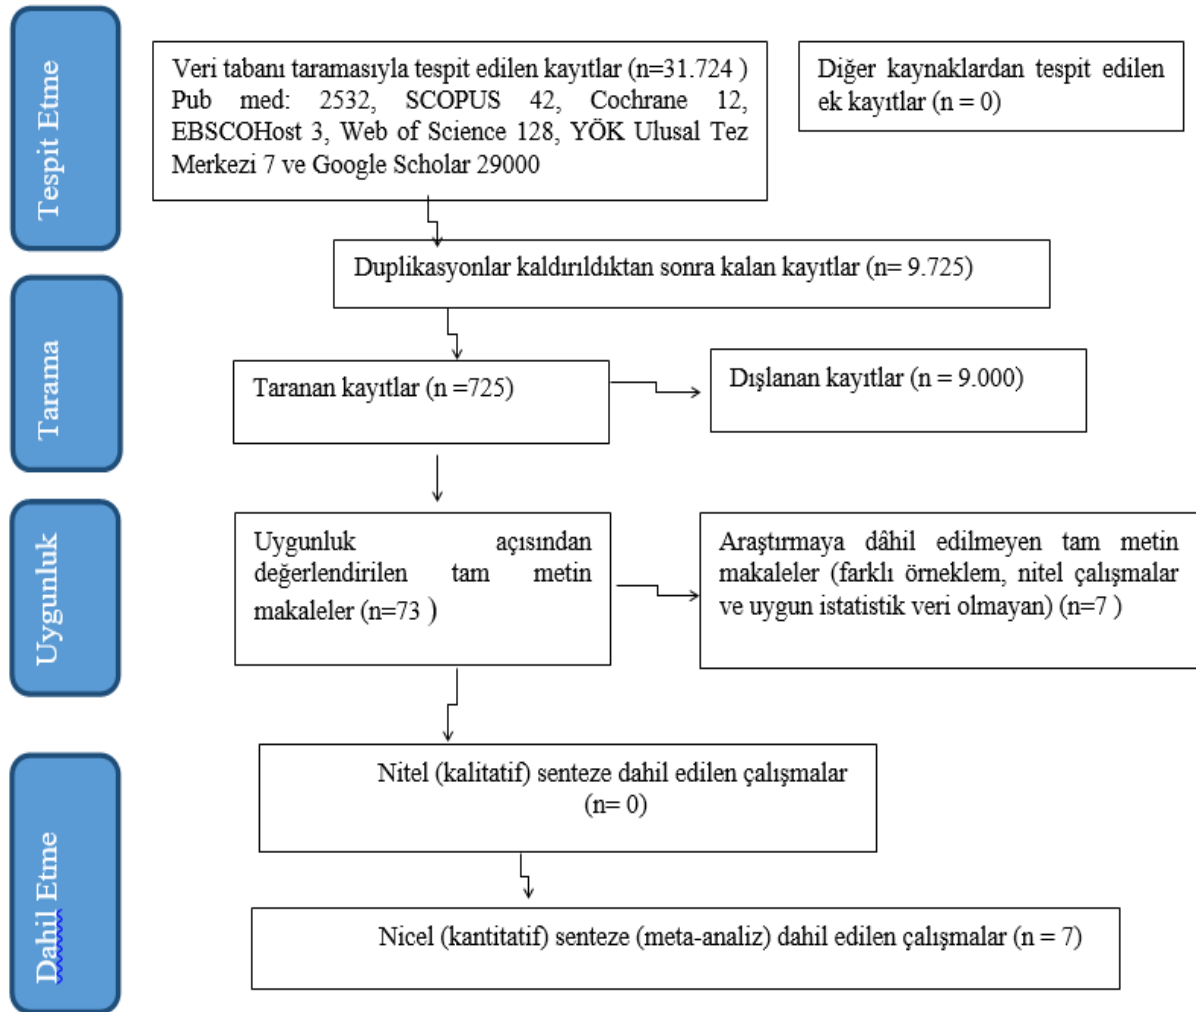 Tespit Etme
Veri tabanı taramasıyla tespit edilen kayıtlar (n=31.724 )
Pub med: 2532, SCOPUS 42, Cochrane 12,
EBSCOHost 3, Web of Science 128, YÖK Ulusal Tez
Merkezi 7 ve Google Scholar 29000
Diğer kaynaklardan tespit edilen
ek kayıtlar (n = 0)
Duplikasyonlar kaldırıldıktan sonra kalan kayıtlar (n= 9.725)
Tarama
Taranan kayıtlar (n =725)
Dışlanan kayıtlar (n = 9.000)
Uygunluk
Uygunluk açısından
değerlendirilen tam metin
makaleler (n=73 )
Araştırmaya dâhil edilmeyen tam metin
makaleler (farklı örneklem, nitel çalışmalar
ve uygun istatistik veri olmayan) (n=7 )
Dahil Etme
Nitel (kalitatif) senteze dahil edilen çalışmalar
(n= 0)
Nicel (kantitatif) senteze (meta-analiz) dahil edilen çalışmalar (n = 7)